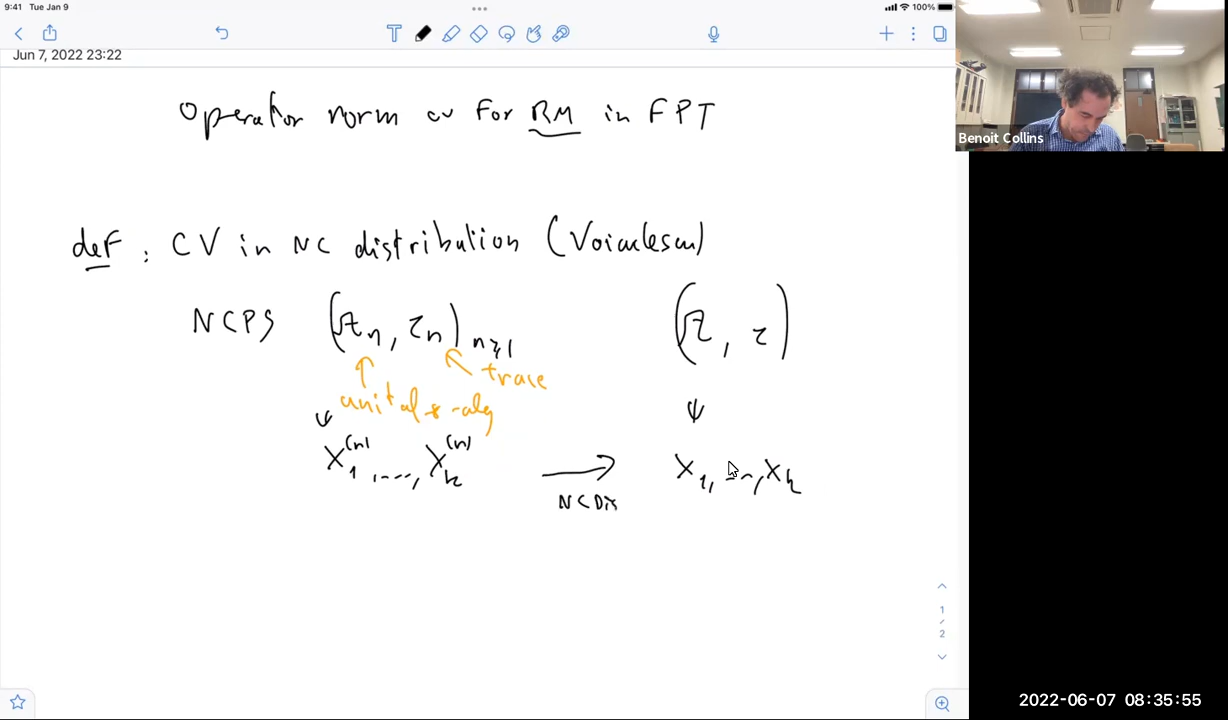 9:41 Tue Jan 9
100%
Jun 7, 2022 23:22
Operator norm cv for RM in FPT
Benoit Collins
def : CV in NC distribution (Voiculescu)
NCPS (A_n, τ_n)_{n≥1} (A, τ)
trace
unital *-alg
X_1^{(n)}, ..., X_k^{(n)} → X_1, ..., X_k
NCDis
1
/
2
2022-06-07 08:35:55